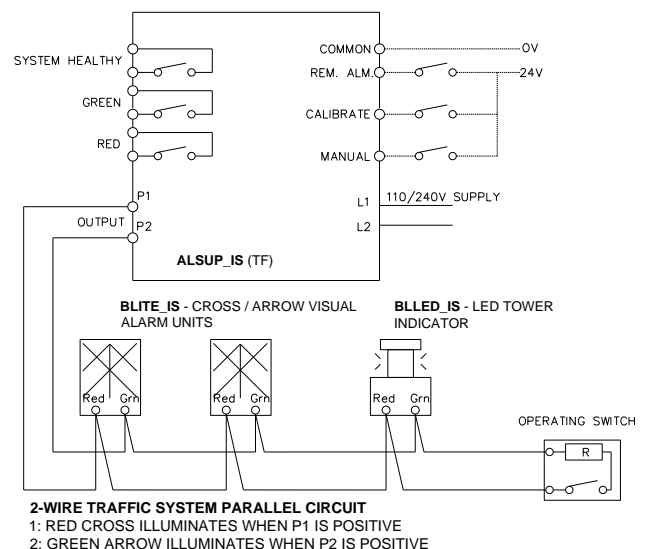 COMMON
0V
SYSTEM HEALTHY
REM. ALM.
24V
GREEN
CALIBRATE
RED
MANUAL
P1
L1
110/240V SUPPLY
OUTPUT
P2
L2
ALSUP_IS (TF)
BLITE_IS - CROSS / ARROW VISUAL
ALARM UNITS
BLLED_IS - LED TOWER
INDICATOR
Red Grn
Red Grn
Red Grn
OPERATING SWITCH
R
2-WIRE TRAFFIC SYSTEM PARALLEL CIRCUIT
1: RED CROSS ILLUMINATES WHEN P1 IS POSITIVE
2: GREEN ARROW ILLUMINATES WHEN P2 IS POSITIVE